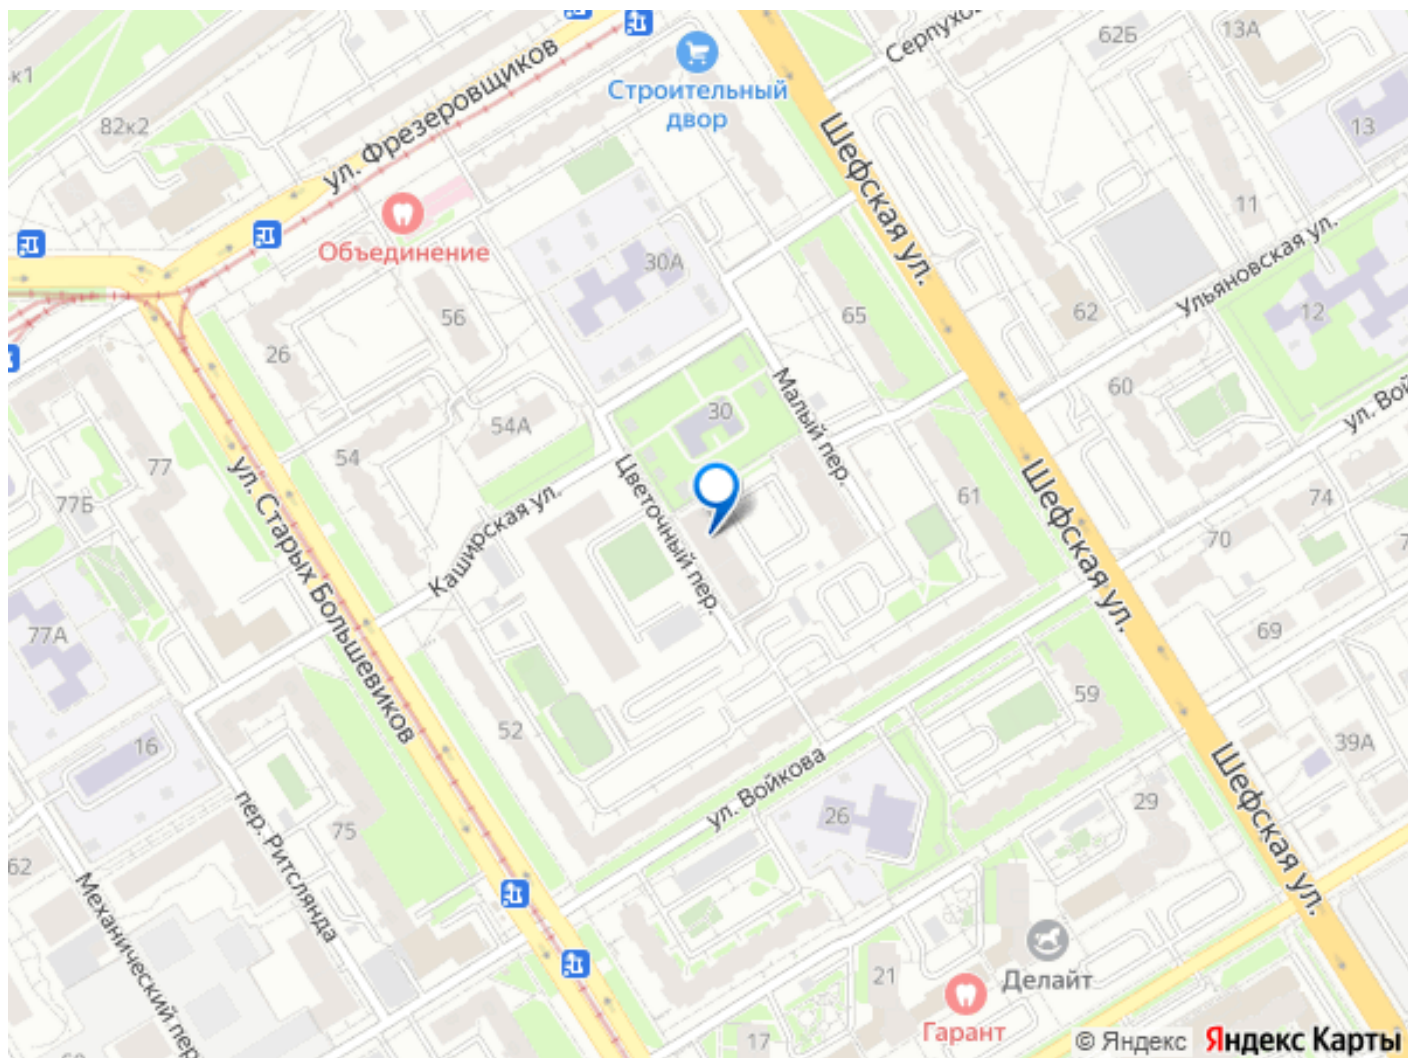 Серпухо
62Б
13А
к1
Строительный
двор
82к2
ул. Фрезеровщиков
Шефская ул.
13
11
Объединение
30А
Ульяновская ул.
56
65
62
12
26
60
ул. Вой
30
Малый пер.
54А
54
77
77Б
ул. Старых Большевиков
Цветочный пер.
Каширская ул.
61
Шефская ул.
74
70
7
77А
69
59
52
16
39А
Шефская ул.
ул. Войкова
26
29
75
пер. Ритслянда
62
Механический пер
Делайт
21
Гарант
17
© Яндекс Яндекс Карты